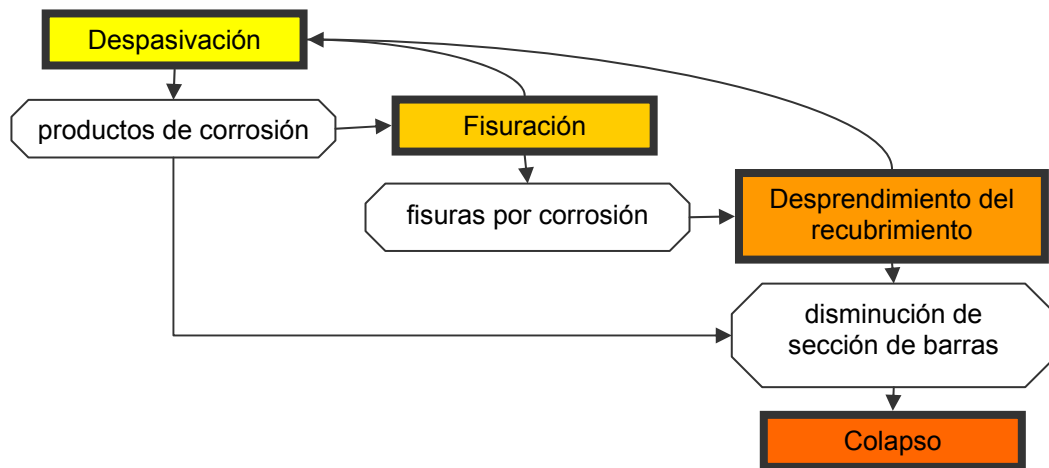 Despasivación
productos de corrosión
Fisuración
fisuras por corrosión
Desprendimiento del
recubrimiento
disminución de
sección de barras
Colapso